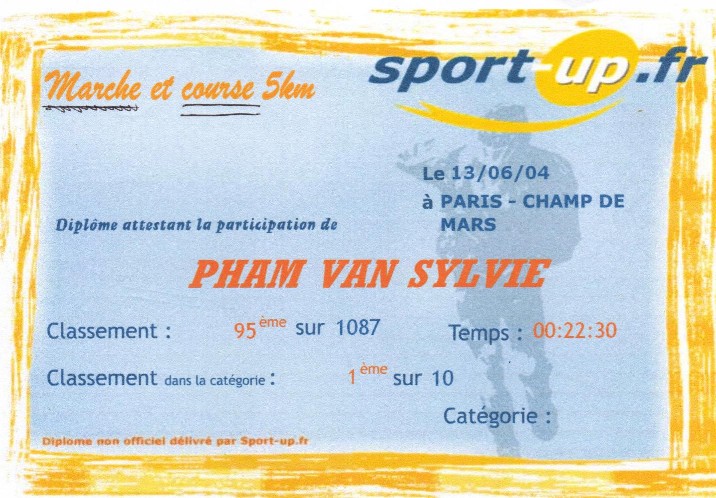 Marche et course 5km
sport-up.fr
Le 13/06/04
à PARIS - CHAMP DE
MARS
Diplôme attestant la participation de
PHAM VAN SYLVIE
Classement : 95ème sur 1087
Temps : 00:22:30
Classement dans la catégorie : 1ème sur 10
Catégorie :
Diplome non officiel délivré par Sport-up.fr